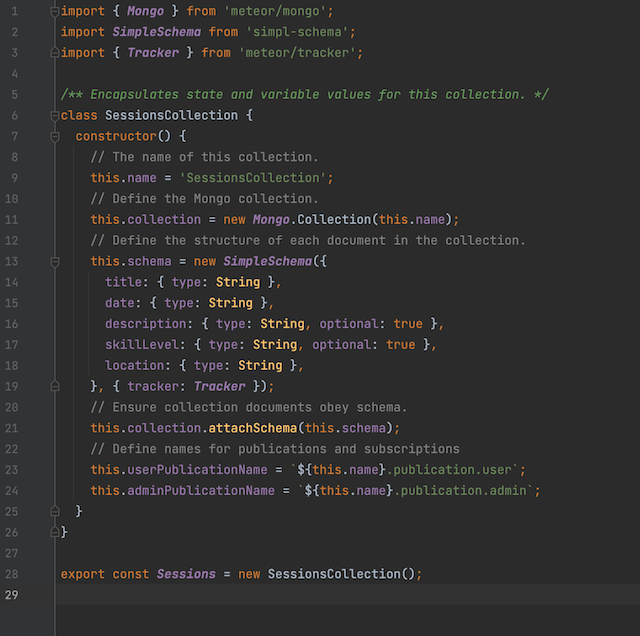 1 import { Mongo } from 'meteor/mongo';
2 import SimpleSchema from 'simpl-schema';
3 import { Tracker } from 'meteor/tracker';
4
5 /** Encapsulates state and variable values for this collection. */
6 class SessionsCollection {
7   constructor() {
8     // The name of this collection.
9     this.name = 'SessionsCollection';
10     // Define the Mongo collection.
11     this.collection = new Mongo.Collection(this.name);
12     // Define the structure of each document in the collection.
13     this.schema = new SimpleSchema({
14       title: { type: String },
15       date: { type: String },
16       description: { type: String, optional: true },
17       skillLevel: { type: String, optional: true },
18       location: { type: String },
19     }, { tracker: Tracker });
20     // Ensure collection documents obey schema.
21     this.collection.attachSchema(this.schema);
22     // Define names for publications and subscriptions
23     this.userPublicationName = `${this.name}.publication.user`;
24     this.adminPublicationName = `${this.name}.publication.admin`;
25   }
26 }
27
28 export const Sessions = new SessionsCollection();
29